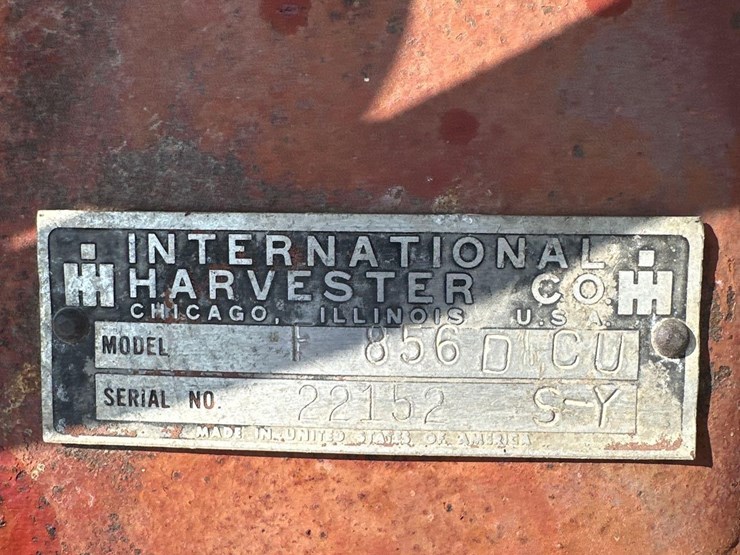 INTERNATIONAL
HARVESTER CO.
CHICAGO, ILLINOIS U.S.A.
MODEL F 856 D CU
SERIAL NO. 22152 S-Y
MADE IN UNITED STATES OF AMERICA